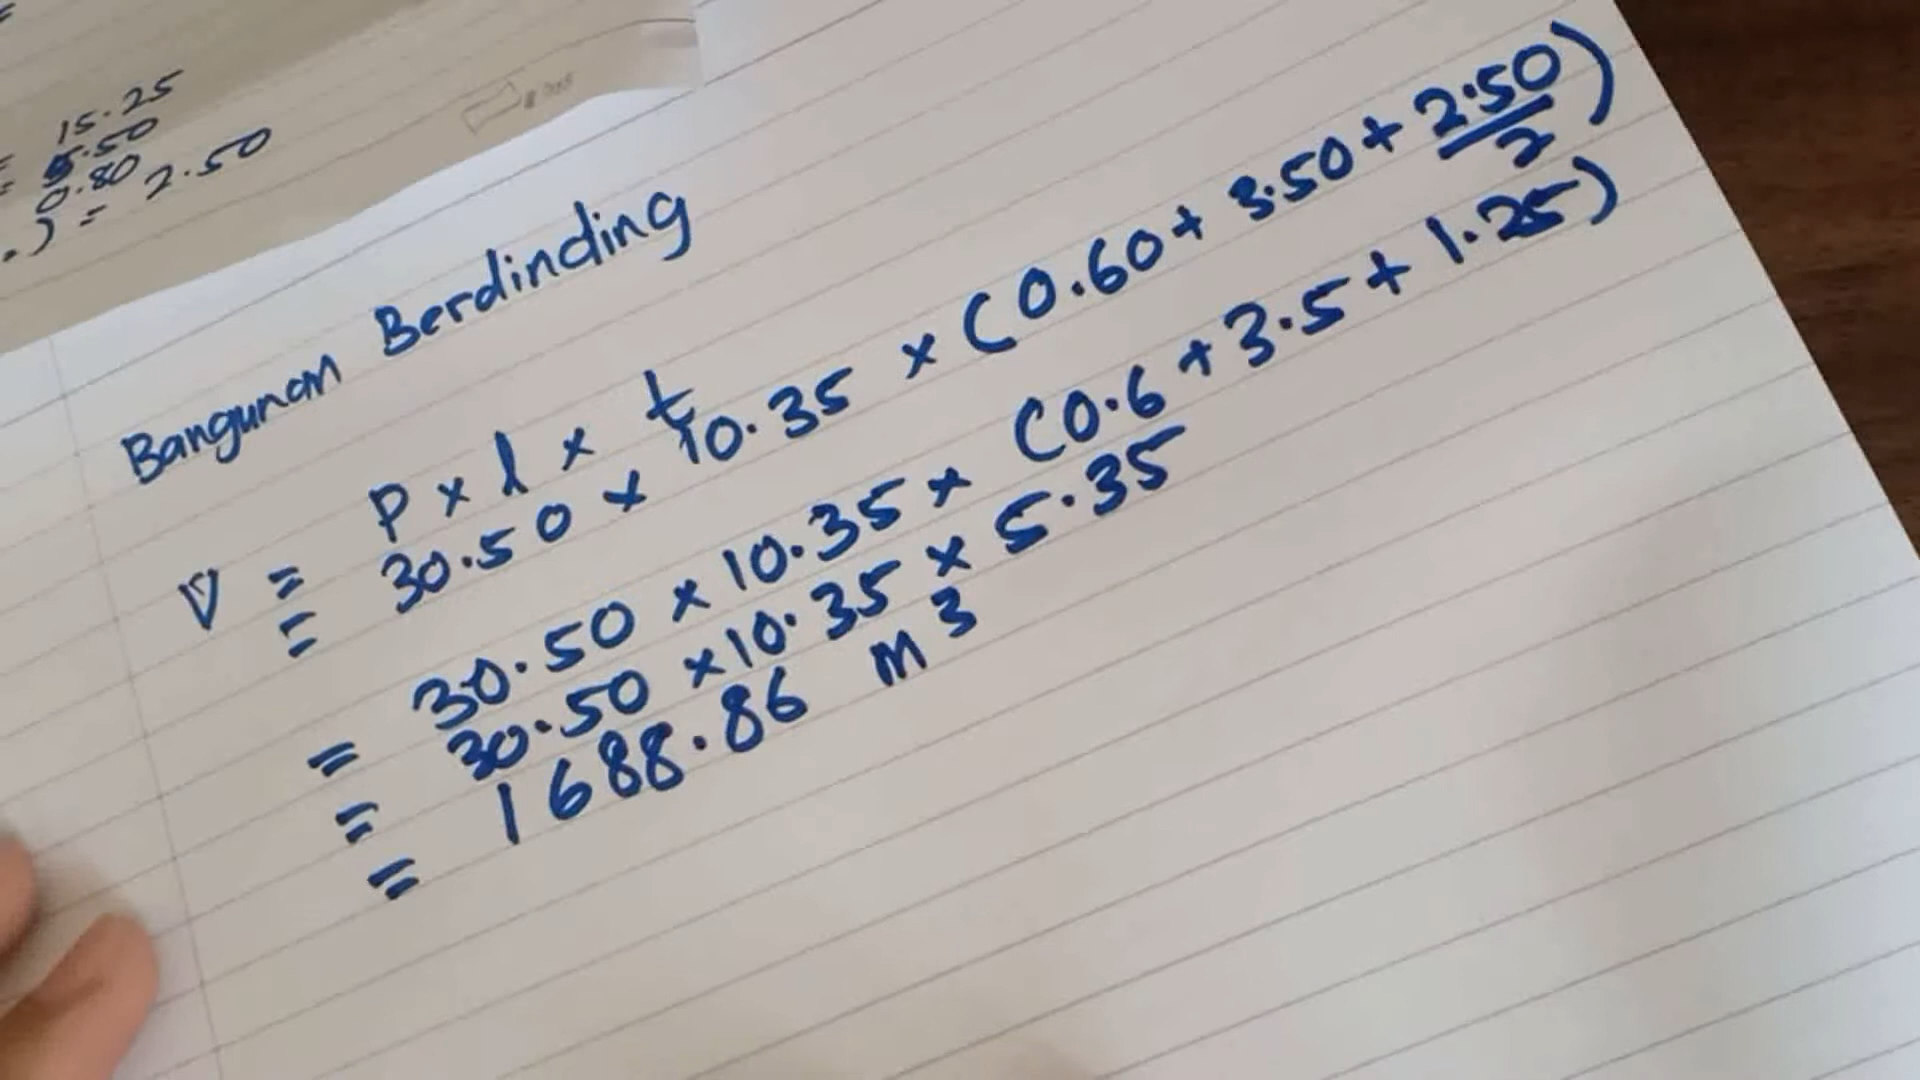 = 15.25
= 5.50
0.80
.) = 2.50
Bangunan Berdinding
V = p x l x t
= 30.50 x 10.35 x (0.60 + 3.50 + 2.50/2)
= 30.50 x 10.35 x (0.6 + 3.5 + 1.25)
= 30.50 x 10.35 x 5.35
= 1688.86 m3